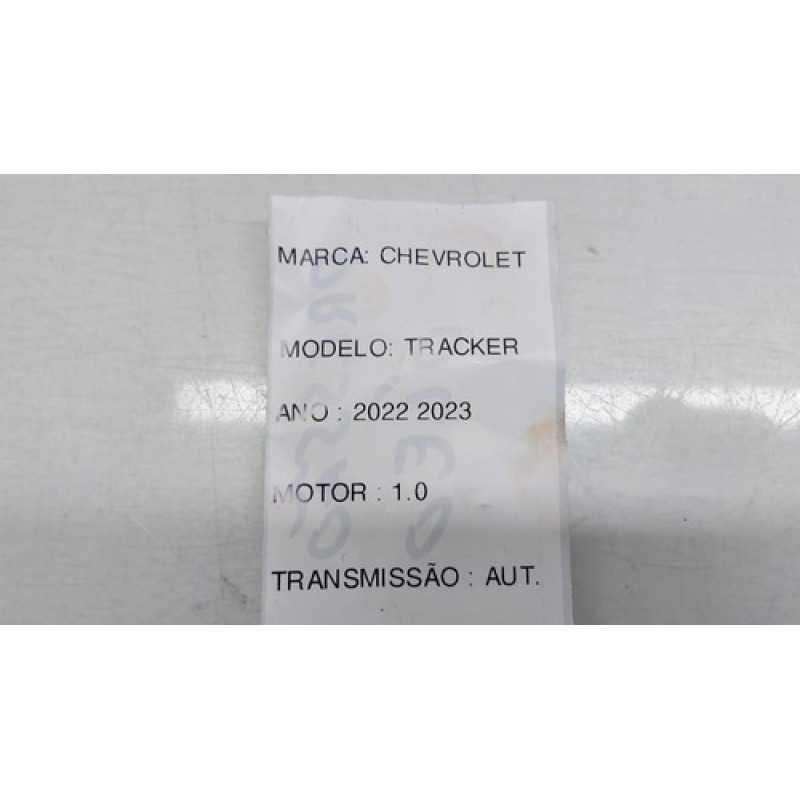 MARCA: CHEVROLET
MODELO: TRACKER
ANO : 2022 2023
MOTOR : 1.0
TRANSMISSÃO : AUT.